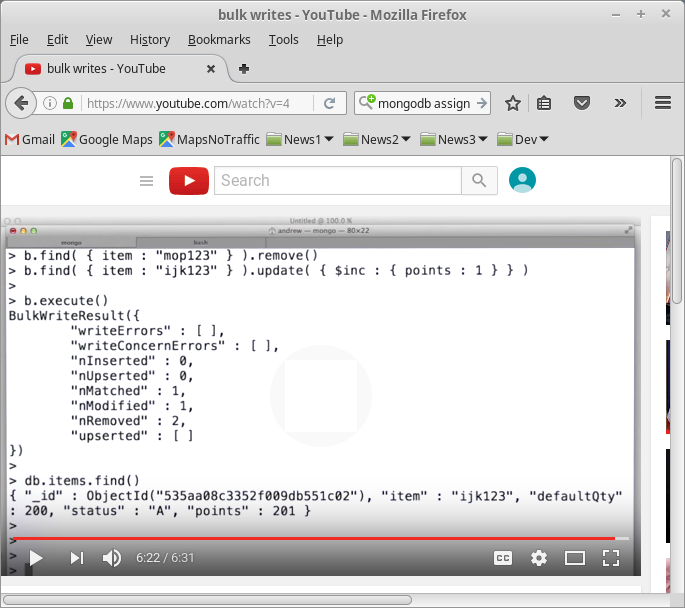 bulk writes - YouTube - Mozilla Firefox
File Edit View History Bookmarks Tools Help
bulk writes - YouTube
https://www.youtube.com/watch?v=4
mongodb assign
Gmail Google Maps MapsNoTraffic News1 News2 News3 Dev
Search
Untitled @ 100.0 %
andrew — mongo — 80×22
mongo bash
> b.find( { item : "mop123" } ).remove()
> b.find( { item : "ijk123" } ).update( { $inc : { points : 1 } } )
>
> b.execute()
BulkWriteResult({
"writeErrors" : [ ],
"writeConcernErrors" : [ ],
"nInserted" : 0,
"nUpserted" : 0,
"nMatched" : 1,
"nModified" : 1,
"nRemoved" : 2,
"upserted" : [ ]
})
>
> db.items.find()
{ "_id" : ObjectId("535aa08c3352f009db551c02"), "item" : "ijk123", "defaultQty"
: 200, "status" : "A", "points" : 201 }
>
>
>
>
6:22 / 6:31
CC